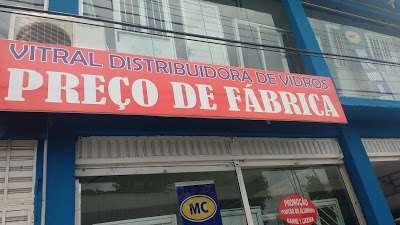 VITRAL DISTRIBUIDORA DE VIDROS
PREÇO DE FÁBRICA
MC
PROMOÇÃO